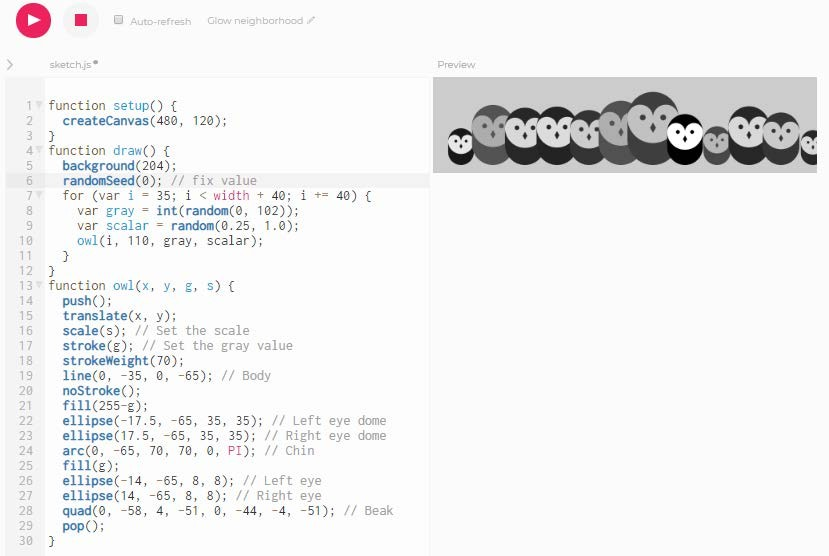 Auto-refresh Glow neighborhood
sketch.js Preview
1 function setup() {
2 createCanvas(480, 120);
3 }
4 function draw() {
5 background(204);
6 randomSeed(0); // fix value
7 for (var i = 35; i < width + 40; i += 40) {
8 var gray = int(random(0, 102));
9 var scalar = random(0.25, 1.0);
10 owl(i, 110, gray, scalar);
11 }
12 }
13 function owl(x, y, g, s) {
14 push();
15 translate(x, y);
16 scale(s); // Set the scale
17 stroke(g); // Set the gray value
18 strokeWeight(70);
19 line(0, -35, 0, -65); // Body
20 noStroke();
21 fill(255-g);
22 ellipse(-17.5, -65, 35, 35); // Left eye dome
23 ellipse(17.5, -65, 35, 35); // Right eye dome
24 arc(0, -65, 70, 70, 0, PI); // Chin
25 fill(g);
26 ellipse(-14, -65, 8, 8); // Left eye
27 ellipse(14, -65, 8, 8); // Right eye
28 quad(0, -58, 4, -51, 0, -44, -4, -51); // Beak
29 pop();
30 }